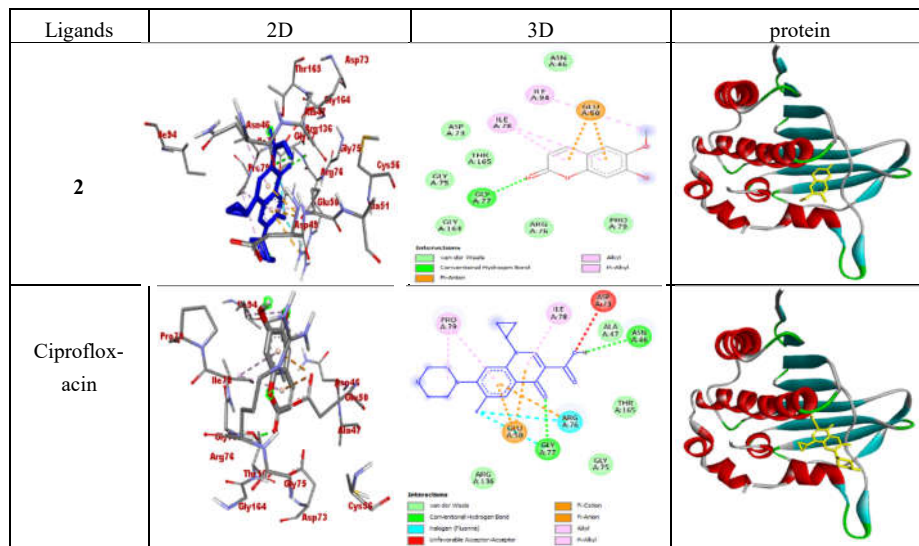 Ligands 2D 3D protein
2
Thr165
Asp73
Gly164
Ile94
Asn46
Arg136
Gly75
Cys56
Arg76
Glu50
Asp49
ASN A:46
ILE A:94
GLU A:50
ILE A:78
ASP A:73
THR A:165
GLY A:75
GLY A:77
GLY A:164
ARG A:76
PRO A:79
Interactions
van der Waals
Conventional Hydrogen Bond
Pi-Anion
Alkyl
Pi-Alkyl
Ciproflox-
acin
Asn46
Glu50
Ala47
Arg76
Gly75
Gly164
Asp73
Cys56
PRO A:79
ILE A:78
ASP A:73
ALA A:47
ASN A:46
THR A:165
ARG A:76
GLU A:50
GLY A:77
GLY A:75
ARG A:136
Interactions
van der Waals
Conventional Hydrogen Bond
Halogen (Fluorine)
Unfavorable Acceptor-Acceptor
Pi-Cation
Pi-Anion
Alkyl
Pi-Alkyl